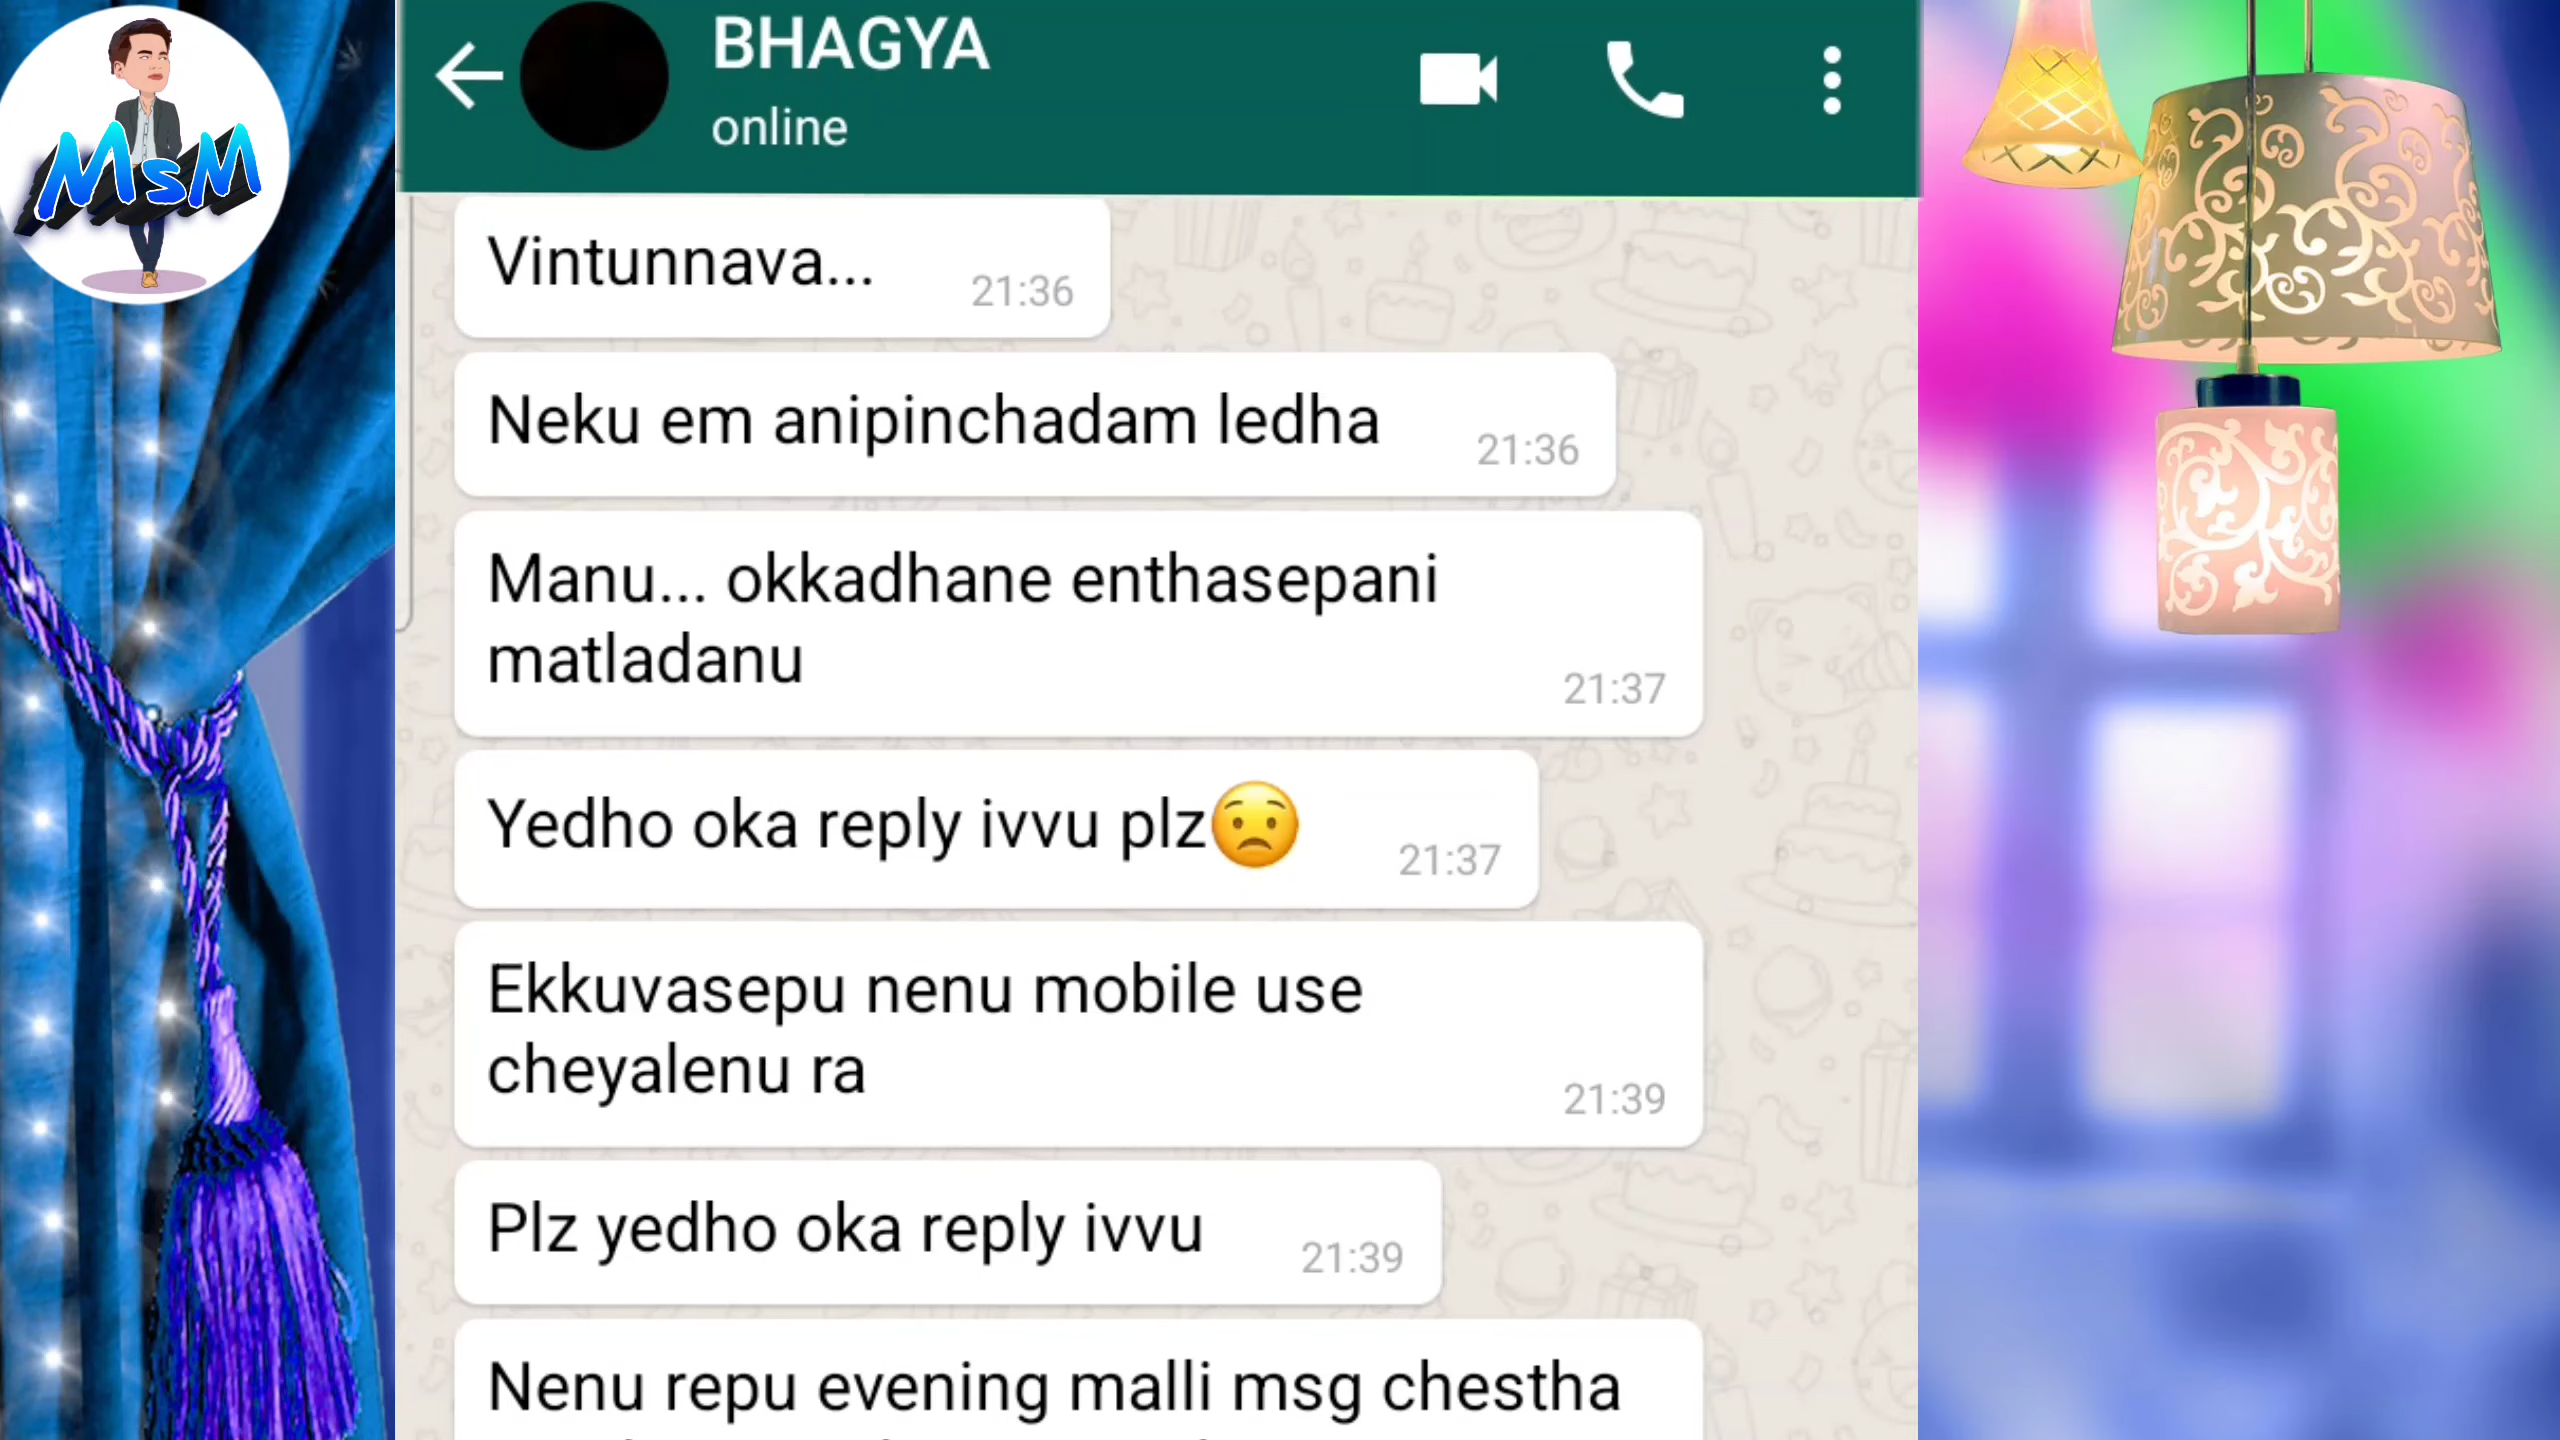 MsM
BHAGYA
online
Vintunnava...
21:36
Neku em anipinchadam ledha
21:36
Manu... okkadhane enthasepani
matladanu
21:37
Yedho oka reply ivvu plz😟
21:37
Ekkuvasepu nenu mobile use
cheyalenu ra
21:39
Plz yedho oka reply ivvu
21:39
Nenu repu evening malli msg chestha